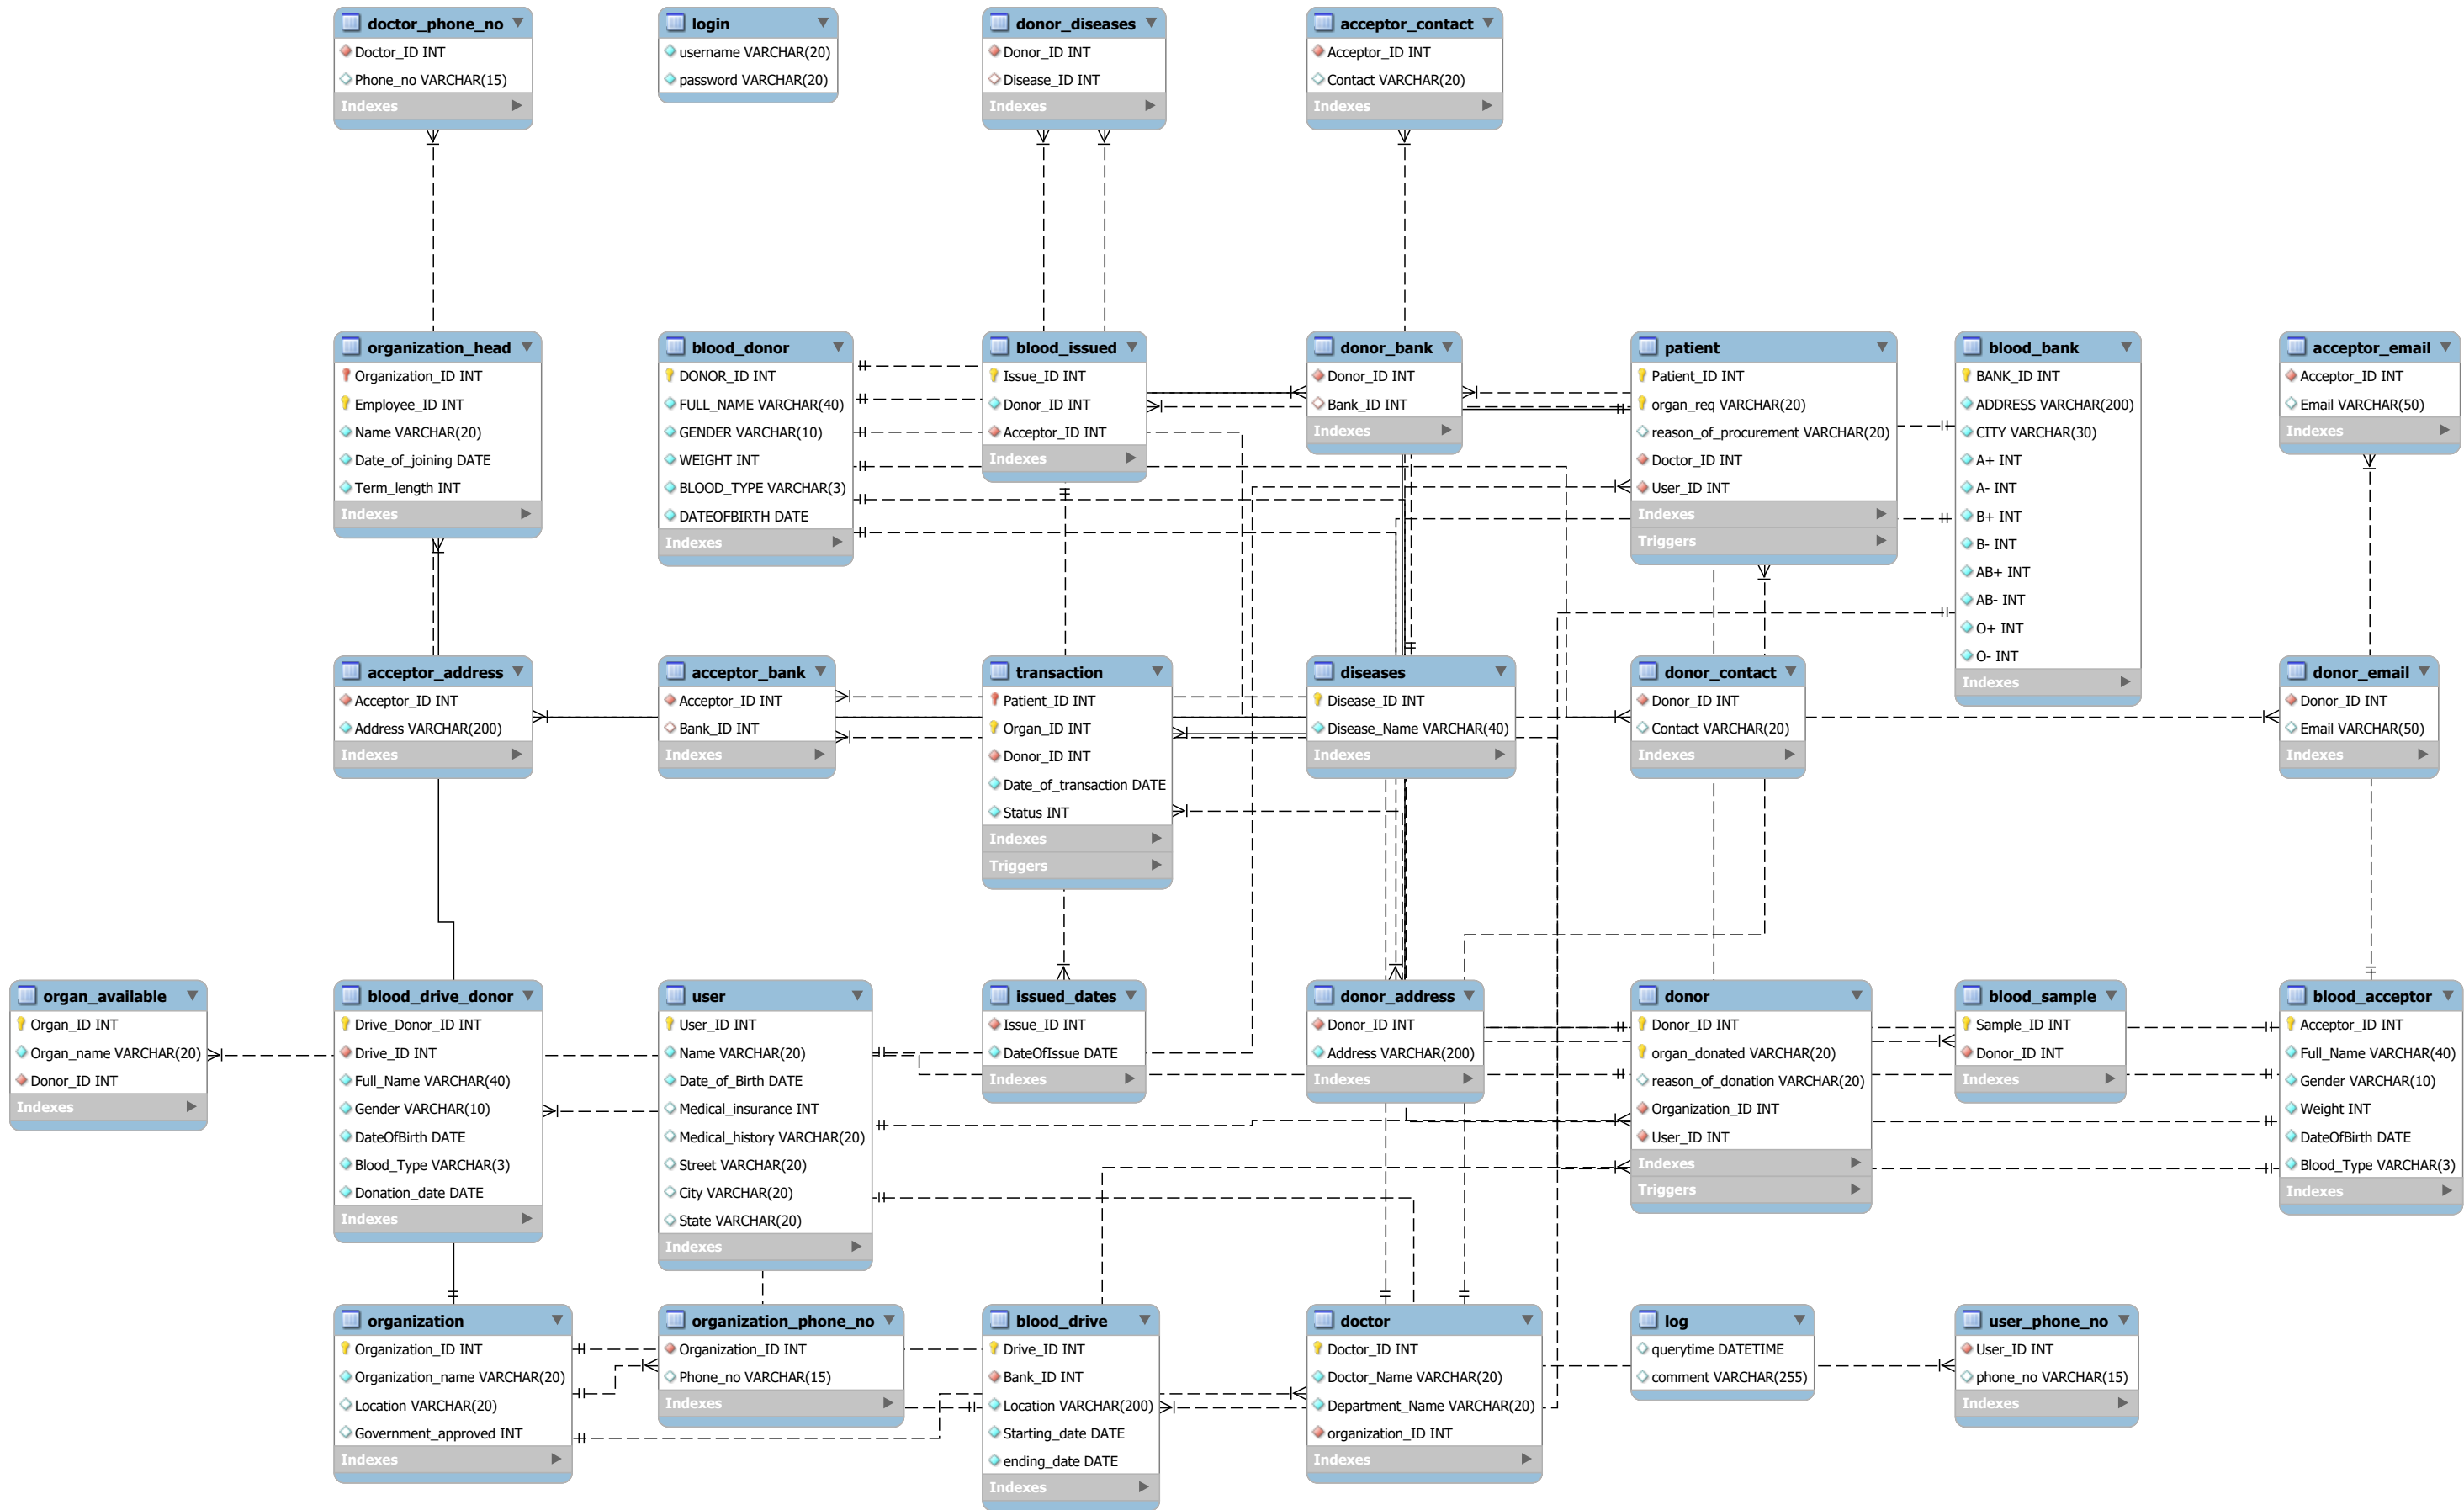 doctor_phone_no
Doctor_ID INT
Phone_no VARCHAR(15)
Indexes
login
username VARCHAR(20)
password VARCHAR(20)
donor_diseases
Donor_ID INT
Disease_ID INT
Indexes
acceptor_contact
Acceptor_ID INT
Contact VARCHAR(20)
Indexes
organization_head
Organization_ID INT
Employee_ID INT
Name VARCHAR(20)
Date_of_joining DATE
Term_length INT
Indexes
blood_donor
DONOR_ID INT
FULL_NAME VARCHAR(40)
GENDER VARCHAR(10)
WEIGHT INT
BLOOD_TYPE VARCHAR(3)
DATEOFBIRTH DATE
Indexes
blood_issued
Issue_ID INT
Donor_ID INT
Acceptor_ID INT
Indexes
donor_bank
Donor_ID INT
Bank_ID INT
Indexes
patient
Patient_ID INT
organ_req VARCHAR(20)
reason_of_procurement VARCHAR(20)
Doctor_ID INT
User_ID INT
Indexes
Triggers
blood_bank
BANK_ID INT
ADDRESS VARCHAR(200)
CITY VARCHAR(30)
A+ INT
A- INT
B+ INT
B- INT
AB+ INT
AB- INT
O+ INT
O- INT
Indexes
acceptor_email
Acceptor_ID INT
Email VARCHAR(50)
Indexes
acceptor_address
Acceptor_ID INT
Address VARCHAR(200)
Indexes
acceptor_bank
Acceptor_ID INT
Bank_ID INT
Indexes
transaction
Patient_ID INT
Organ_ID INT
Donor_ID INT
Date_of_transaction DATE
Status INT
Indexes
Triggers
diseases
Disease_ID INT
Disease_Name VARCHAR(40)
Indexes
donor_contact
Donor_ID INT
Contact VARCHAR(20)
Indexes
donor_email
Donor_ID INT
Email VARCHAR(50)
Indexes
organ_available
Organ_ID INT
Organ_name VARCHAR(20)
Donor_ID INT
Indexes
blood_drive_donor
Drive_Donor_ID INT
Drive_ID INT
Full_Name VARCHAR(40)
Gender VARCHAR(10)
DateOfBirth DATE
Blood_Type VARCHAR(3)
Donation_date DATE
Indexes
user
User_ID INT
Name VARCHAR(20)
Date_of_Birth DATE
Medical_insurance INT
Medical_history VARCHAR(20)
Street VARCHAR(20)
City VARCHAR(20)
State VARCHAR(20)
Indexes
issued_dates
Issue_ID INT
DateOfIssue DATE
Indexes
donor_address
Donor_ID INT
Address VARCHAR(200)
Indexes
donor
Donor_ID INT
organ_donated VARCHAR(20)
reason_of_donation VARCHAR(20)
Organization_ID INT
User_ID INT
Indexes
Triggers
blood_sample
Sample_ID INT
Donor_ID INT
Indexes
blood_acceptor
Acceptor_ID INT
Full_Name VARCHAR(40)
Gender VARCHAR(10)
Weight INT
DateOfBirth DATE
Blood_Type VARCHAR(3)
Indexes
organization
Organization_ID INT
Organization_name VARCHAR(20)
Location VARCHAR(20)
Government_approved INT
Indexes
organization_phone_no
Organization_ID INT
Phone_no VARCHAR(15)
Indexes
blood_drive
Drive_ID INT
Bank_ID INT
Location VARCHAR(200)
Starting_date DATE
ending_date DATE
Indexes
doctor
Doctor_ID INT
Doctor_Name VARCHAR(20)
Department_Name VARCHAR(20)
organization_ID INT
Indexes
log
querytime DATETIME
comment VARCHAR(255)
user_phone_no
User_ID INT
phone_no VARCHAR(15)
Indexes